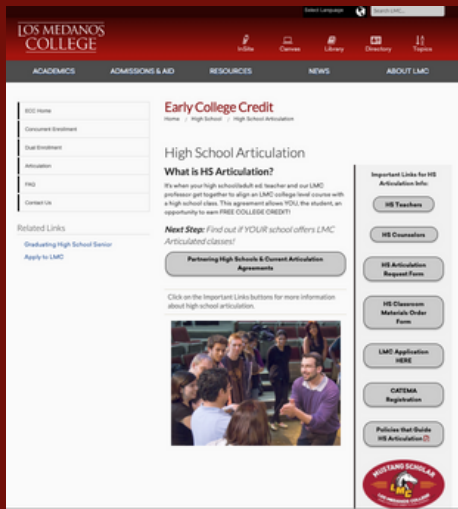 Select Language
Search LMC...
LOS MEDANOS
COLLEGE
InSite
Canvas
Library
Directory
Topics
ACADEMICS
ADMISSIONS & AID
RESOURCES
NEWS
ABOUT LMC
ECC Home
Concurrent Enrollment
Dual Enrollment
Articulation
FAQ
Contact Us
Related Links
Graduating High School Senior
Apply to LMC
Early College Credit
Home / High School / High School Articulation
High School Articulation
What is HS Articulation?
It's when your high school/adult ed. teacher and our LMC
professor get together to align an LMC college level course with
a high school class. This agreement allows YOU, the student, an
opportunity to earn FREE COLLEGE CREDIT!
Next Step: Find out if YOUR school offers LMC
Articulated classes!
Partnering High Schools & Current Articulation
Agreements
Click on the Important Links buttons for more information
about high school articulation.
Important Links for HS
Articulation Info:
HS Teachers
HS Counselors
HS Articulation
Request Form
HS Classroom
Materials Order
Form
LMC Application
HERE
CATEMA
Registration
Policies that Guide
HS Articulation
MUSTANG SCHOLAR
LMC
LOS MEDANOS COLLEGE